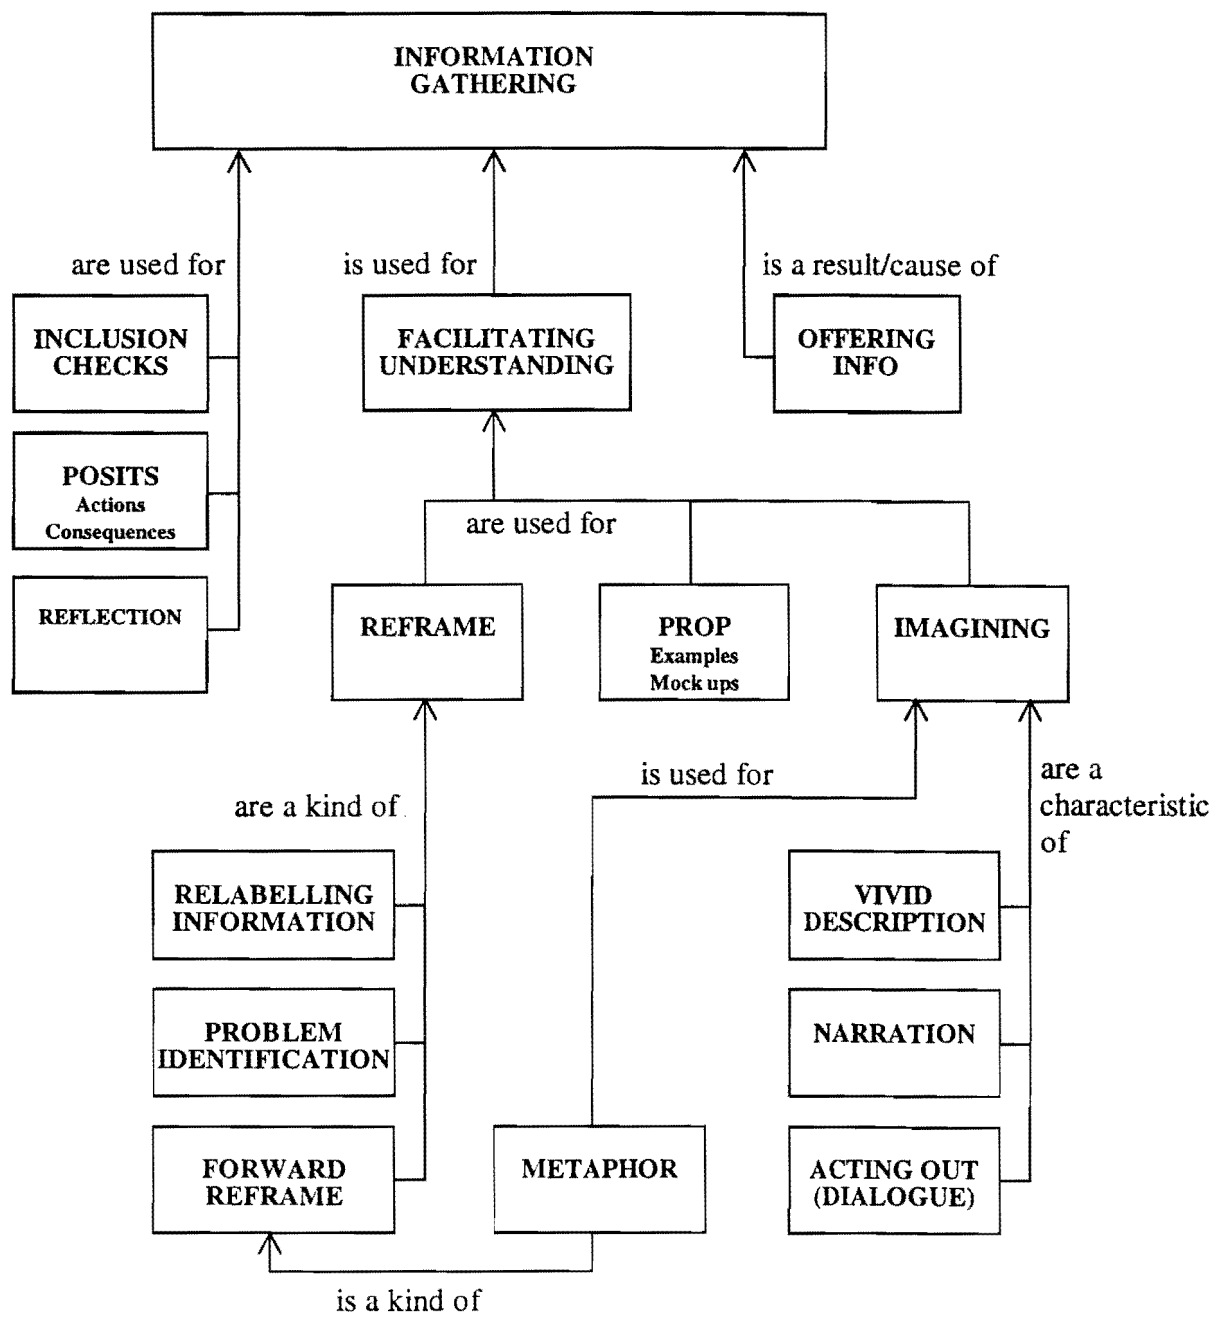 INFORMATION
GATHERING
are used for
is used for
is a result/cause of
INCLUSION
CHECKS
FACILITATING
UNDERSTANDING
OFFERING
INFO
POSITS
Actions
Consequences
are used for
REFLECTION
REFRAME
PROP
Examples
Mock ups
IMAGINING
is used for
are a
characteristic
of
are a kind of
RELABELLING
INFORMATION
VIVID
DESCRIPTION
PROBLEM
IDENTIFICATION
NARRATION
FORWARD
REFRAME
METAPHOR
ACTING OUT
(DIALOGUE)
is a kind of